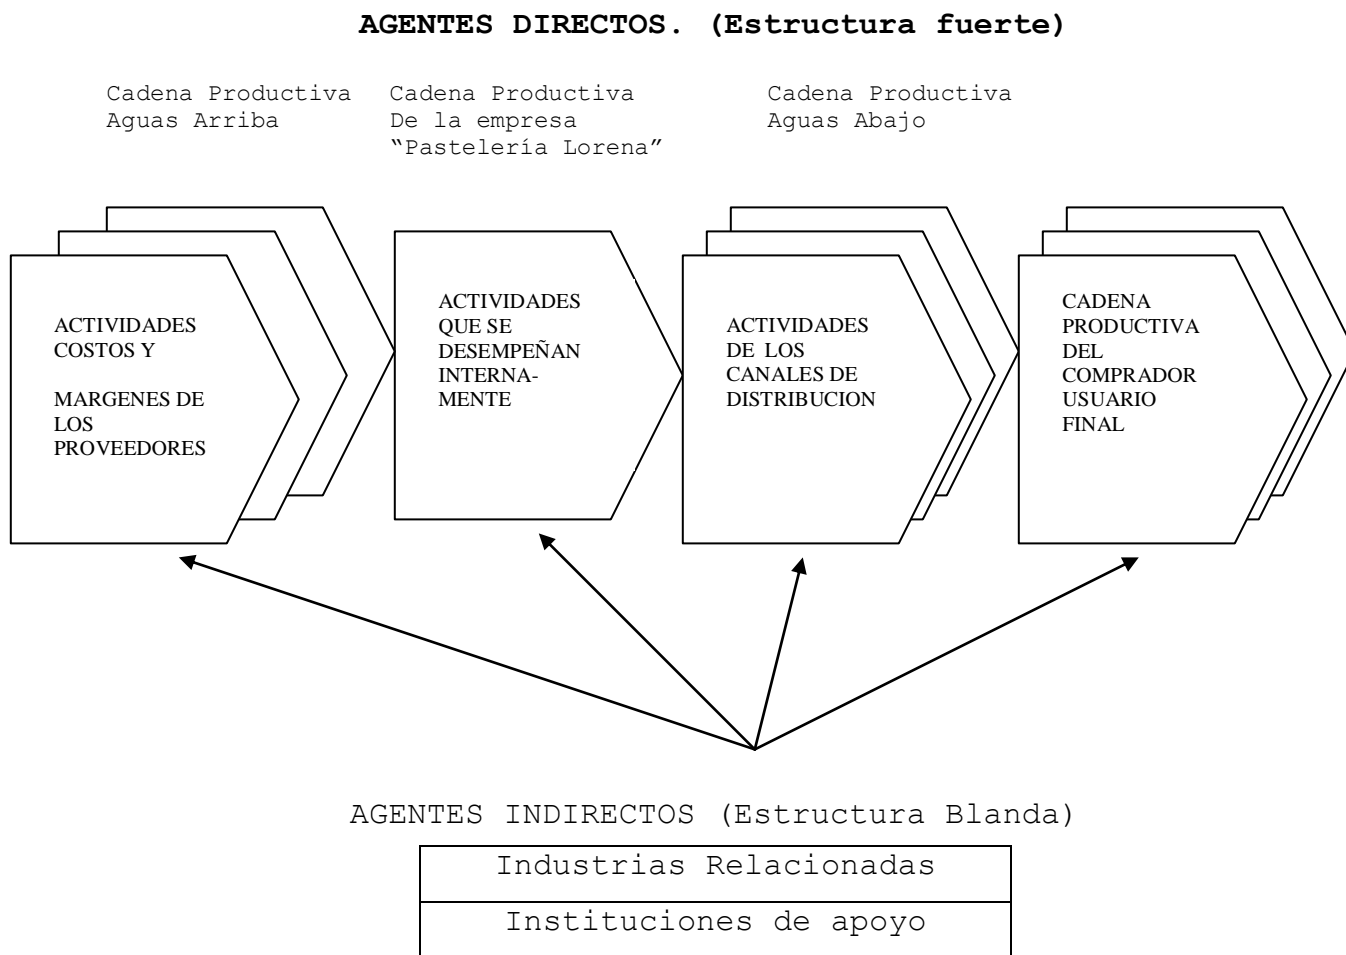 AGENTES DIRECTOS. (Estructura fuerte)
Cadena Productiva
Aguas Arriba
Cadena Productiva
De la empresa
“Pastelería Lorena”
Cadena Productiva
Aguas Abajo
ACTIVIDADES
COSTOS Y
MARGENES DE
LOS
PROVEEDORES
ACTIVIDADES
QUE SE
DESEMPEÑAN
INTERNA-
MENTE
ACTIVIDADES
DE LOS
CANALES DE
DISTRIBUCION
CADENA
PRODUCTIVA
DEL
COMPRADOR
USUARIO
FINAL
AGENTES INDIRECTOS (Estructura Blanda)
Industrias Relacionadas
Instituciones de apoyo